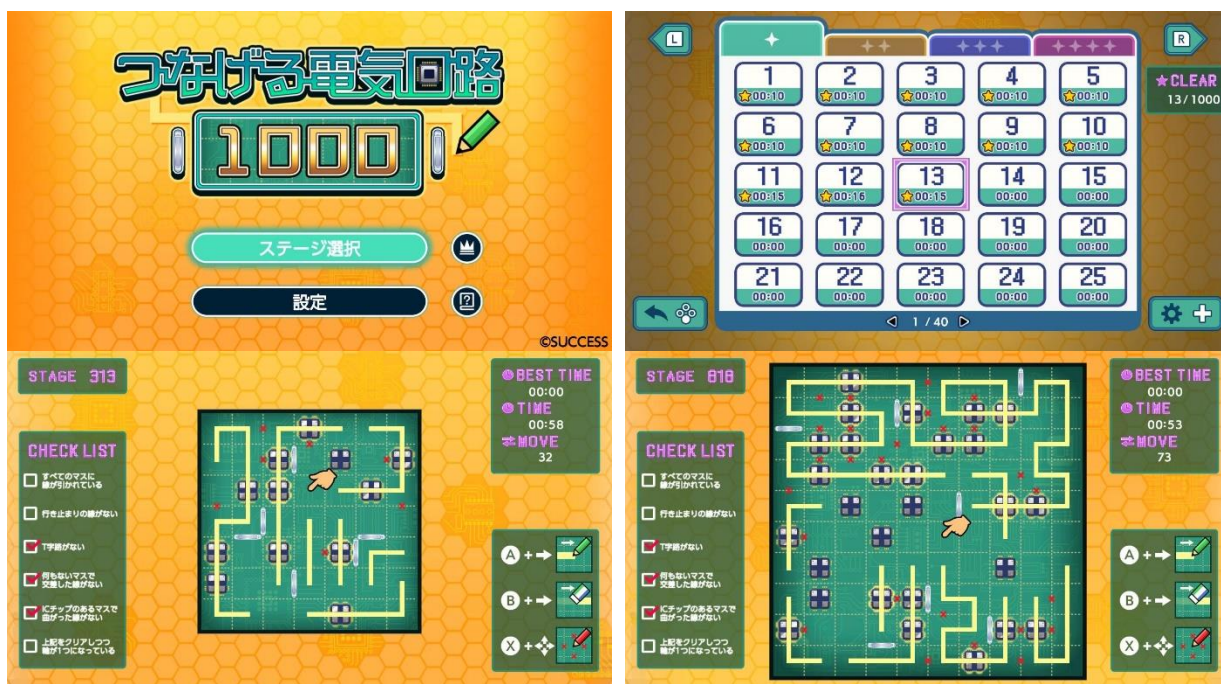 つなげる電気回路
1000
ステージ選択
設定
©SUCCESS
L
R
CLEAR
13/1000
1
00:10
2
00:10
3
00:10
4
00:10
5
00:10
6
00:10
7
00:10
8
00:10
9
00:10
10
00:10
11
00:15
12
00:16
13
00:15
14
00:00
15
00:00
16
00:00
17
00:00
18
00:00
19
00:00
20
00:00
21
00:00
22
00:00
23
00:00
24
00:00
25
00:00
1 / 40
STAGE 313
BEST TIME
00:00
TIME
00:58
MOVE
32
CHECK LIST
すべてのマスに
線が引かれている
行き止まりの線がない
T字路がない
何もないマスで
交差した線がない
ICチップのあるマスで
曲がった線がない
上記をクリアしつつ
輪が1つになっている
A
B
X
STAGE 818
BEST TIME
00:00
TIME
00:53
MOVE
73
CHECK LIST
すべてのマスに
線が引かれている
行き止まりの線がない
T字路がない
何もないマスで
交差した線がない
ICチップのあるマスで
曲がった線がない
上記をクリアしつつ
輪が1つになっている
A
B
X